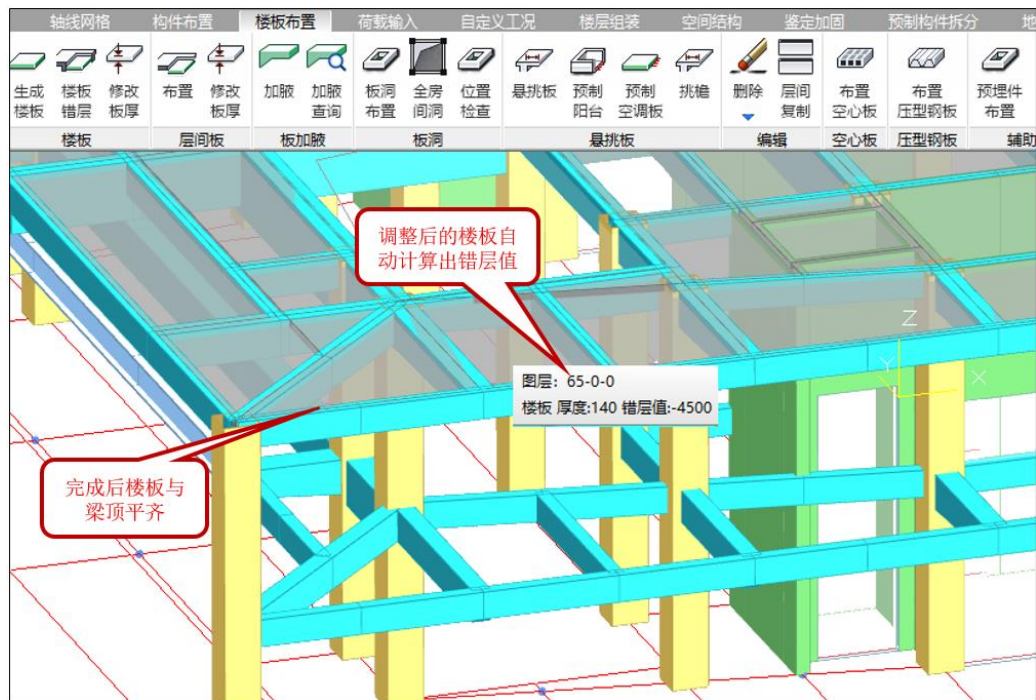 轴线网格 构件布置 楼板布置 荷载输入 自定义工况 楼层组装 空间结构 鉴定加固 预制构件拆分 地
生成 楼板 修改 布置 修改 加腋 加腋 板洞 全房 位置 悬挑板 预制 预制 挑檐 删除 层间 布置 布置 预埋件
楼板 错层 板厚 板厚 查询 布置 间洞 检查 阳台 空调板 复制 空心板 压型钢板 布置
楼板 层间板 板加腋 板洞 悬挑板 编辑 空心板 压型钢板 辅助
调整后的楼板自
动计算出错层值
Z
Y
X
图层: 65-0-0
楼板 厚度:140 错层值:-4500
完成后楼板与
梁顶平齐